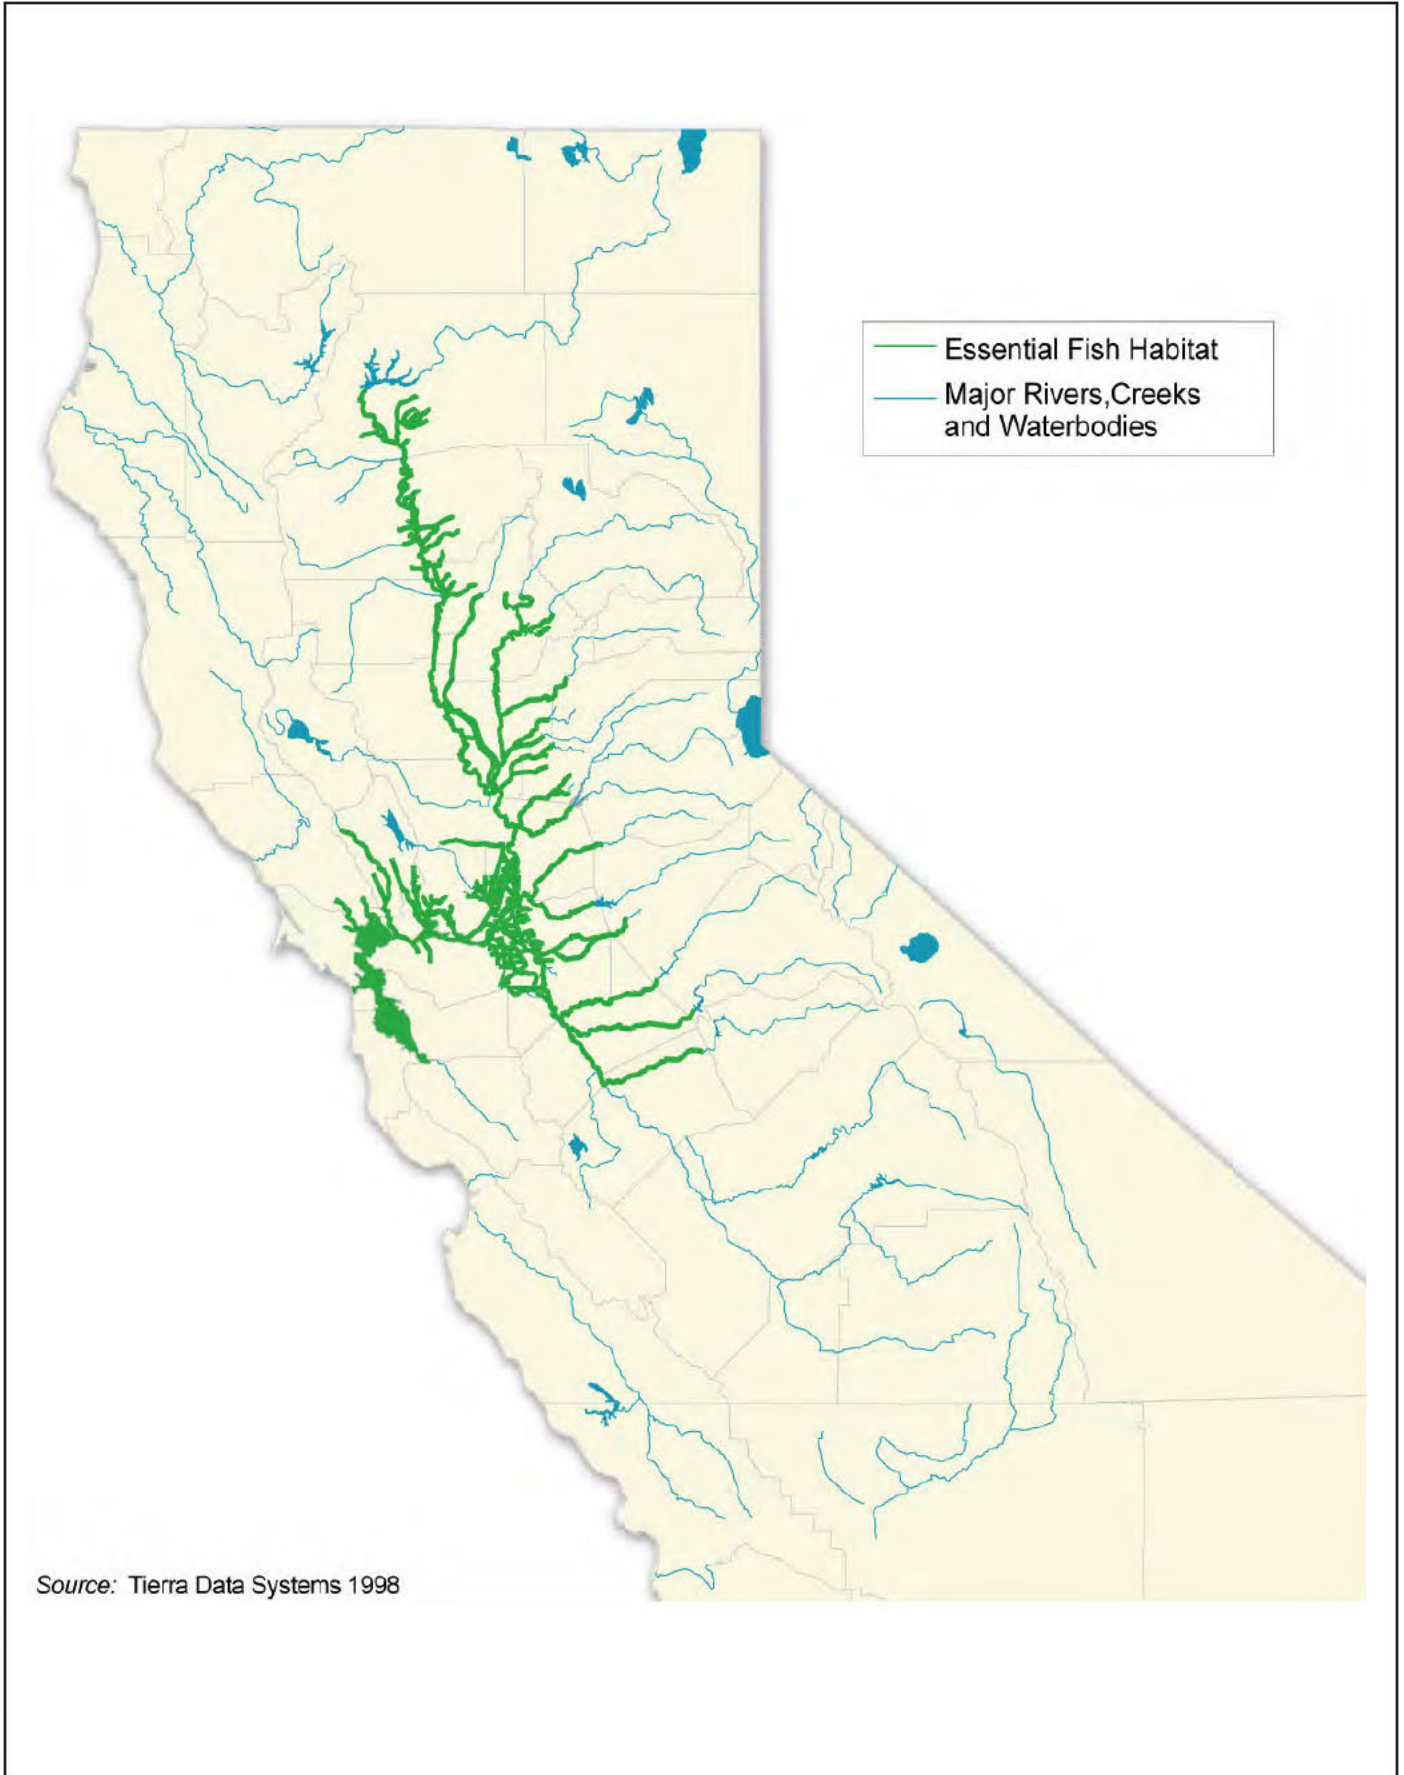 Essential Fish Habitat
Major Rivers,Creeks
and Waterbodies
Source: Tierra Data Systems 1998